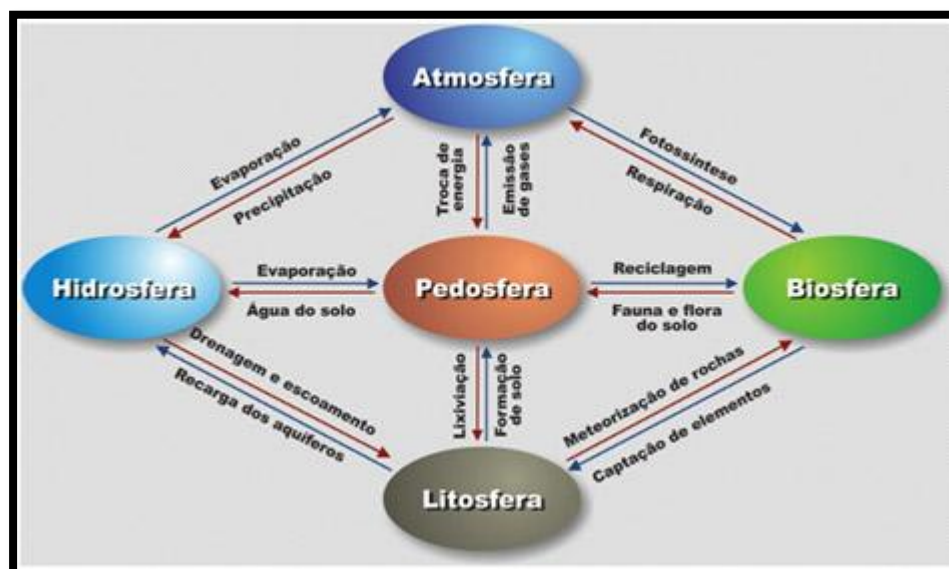 Atmosfera
Evaporação
Precipitação
Troca de
energia
Emissão
de gases
Fotossíntese
Respiração
Hidrosfera
Evaporação
Água do solo
Pedosfera
Reciclagem
Fauna e flora
do solo
Biosfera
Drenagem e escoamento
Recarga dos aquíferos
Lixiviação
Formação
de solo
Meteorização de rochas
Captação de elementos
Litosfera